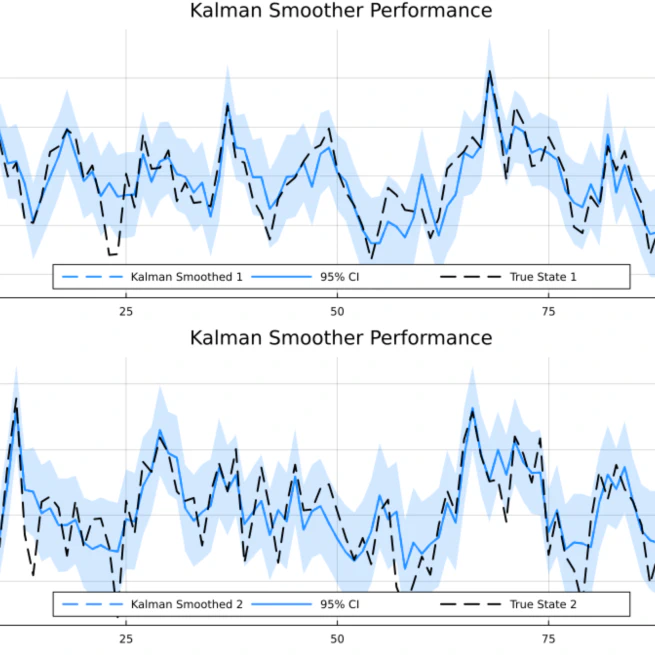 Kalman Smoother Performance
Kalman Smoothed 1 95% CI True State 1
25 50 75
Kalman Smoother Performance
Kalman Smoothed 2 95% CI True State 2
25 50 75